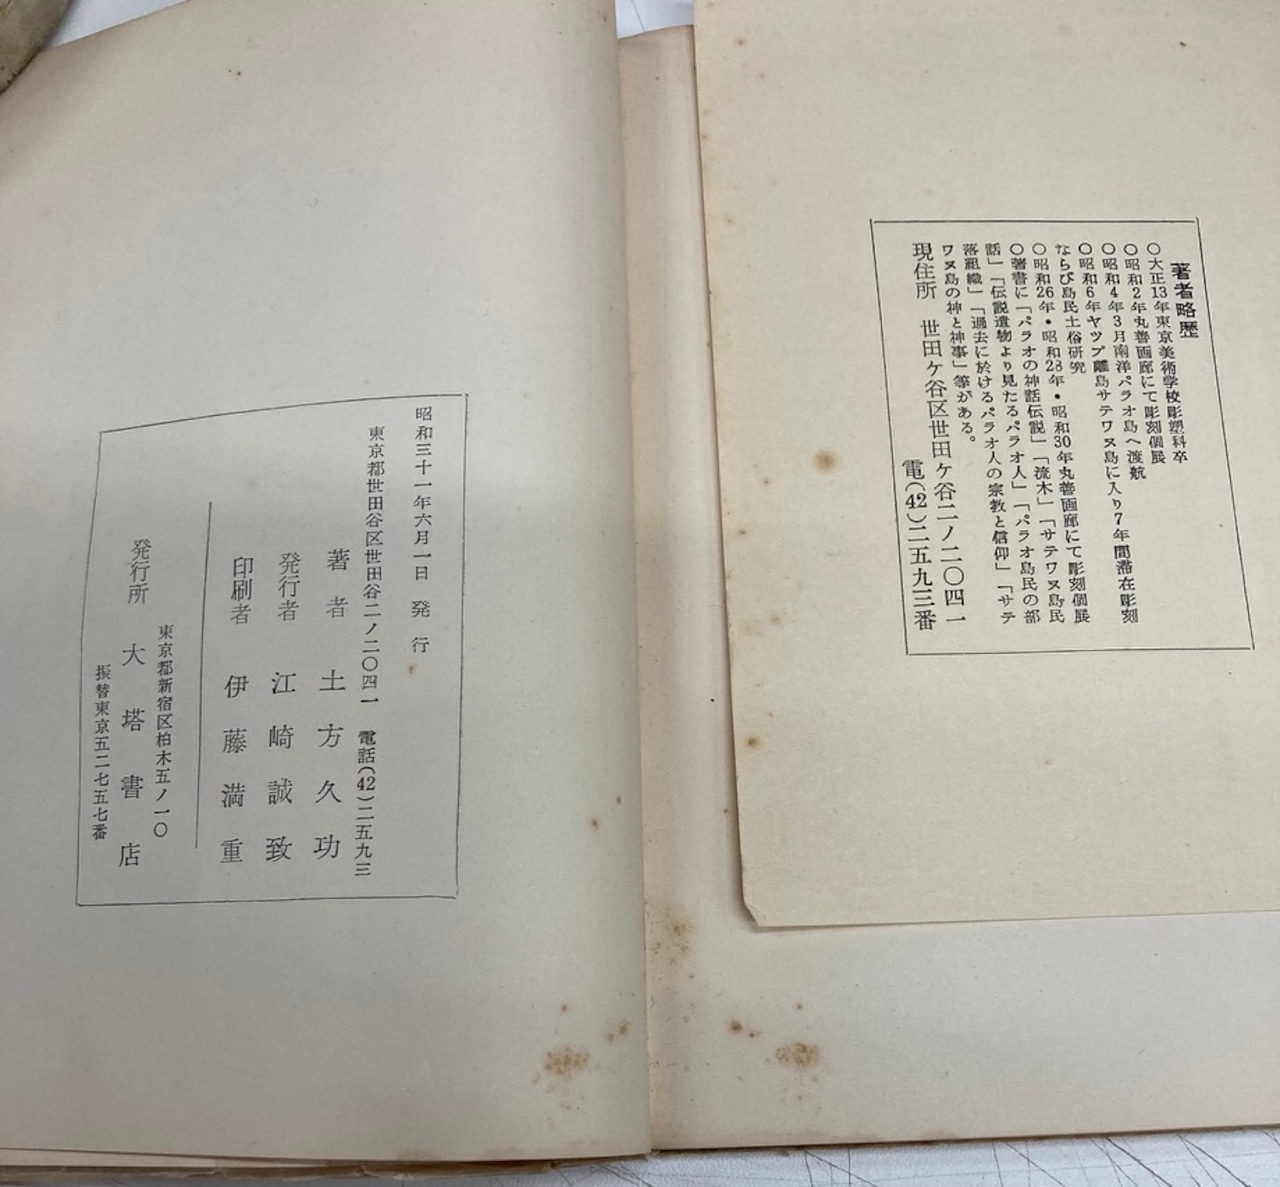 著者略歴
○大正13年東京美術学校彫塑科卒
○昭和2年丸善画廊にて彫刻個展
○昭和4年3月南洋パラオ島へ渡航
○昭和6年ヤップ離島サテワヌ島に入り7年間滞在彫刻
ならび島民土俗研究
○昭和26年・昭和28年・昭和30年丸善画廊にて彫刻個展
○著書に「パラオの神話伝説」「流木」「サテワヌ島民
話」「伝説遺物より見たるパラオ人」「パラオ島民の部
落組織」「過去に於けるパラオ人の宗教と信仰」「サテ
ワヌ島の神と神事」等がある。
現住所 世田ヶ谷区世田ヶ谷二ノ二〇四一
電(42)二五九三番
昭和三十一年六月一日 発行
東京都世田谷区世田谷二ノ二〇四一 電話(42)二五九三
著者 土方久功
発行者 江崎誠致
印刷者 伊藤満重
東京都新宿区柏木五ノ一〇
発行所 大塔書店
振替東京五二七五七番